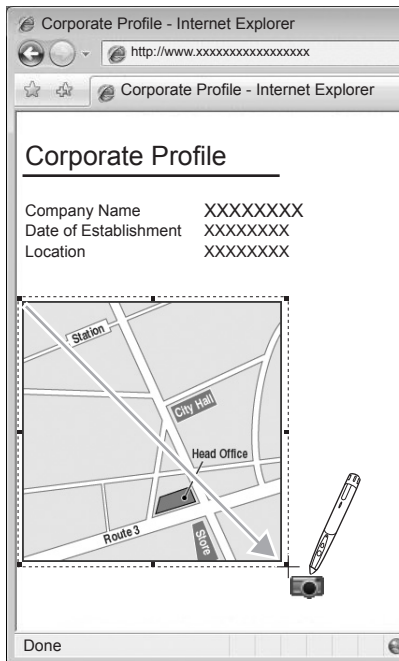 Corporate Profile - Internet Explorer
http://www.xxxxxxxxxxxxxxxxx
Corporate Profile - Internet Explorer
Corporate Profile
Company Name XXXXXXXX
Date of Establishment XXXXXXXX
Location XXXXXXXX
Station
City Hall
Head Office
Route 3
Store
Done